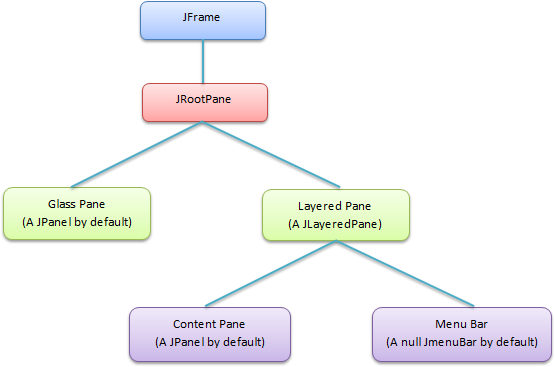 JFrame
JRootPane
Glass Pane
(A JPanel by default)
Layered Pane
(A JLayeredPane)
Content Pane
(A JPanel by default)
Menu Bar
(A null JmenuBar by default)